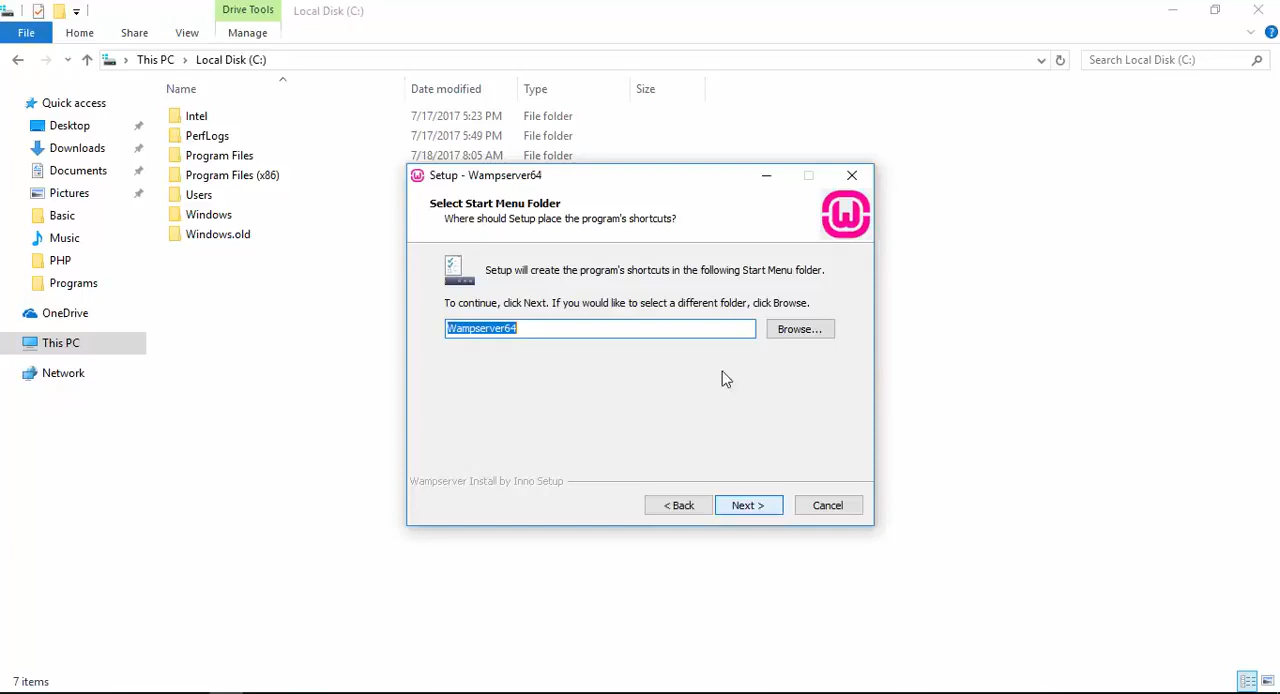 Drive Tools
Local Disk (C:)
File
Home
Share
View
Manage
This PC
Local Disk (C:)
Search Local Disk (C:)
Name
Date modified
Type
Size
Quick access
Desktop
Downloads
Documents
Pictures
Basic
Music
PHP
Programs
OneDrive
This PC
Network
Intel
7/17/2017 5:23 PM
File folder
PerfLogs
7/17/2017 5:49 PM
File folder
Program Files
7/18/2017 8:05 AM
File folder
Program Files (x86)
Users
Windows
Windows.old
Setup - Wampserver64
Select Start Menu Folder
Where should Setup place the program's shortcuts?
Setup will create the program's shortcuts in the following Start Menu folder.
To continue, click Next. If you would like to select a different folder, click Browse.
Wampserver64
Browse...
Wampserver Install by Inno Setup
< Back
Next >
Cancel
7 items